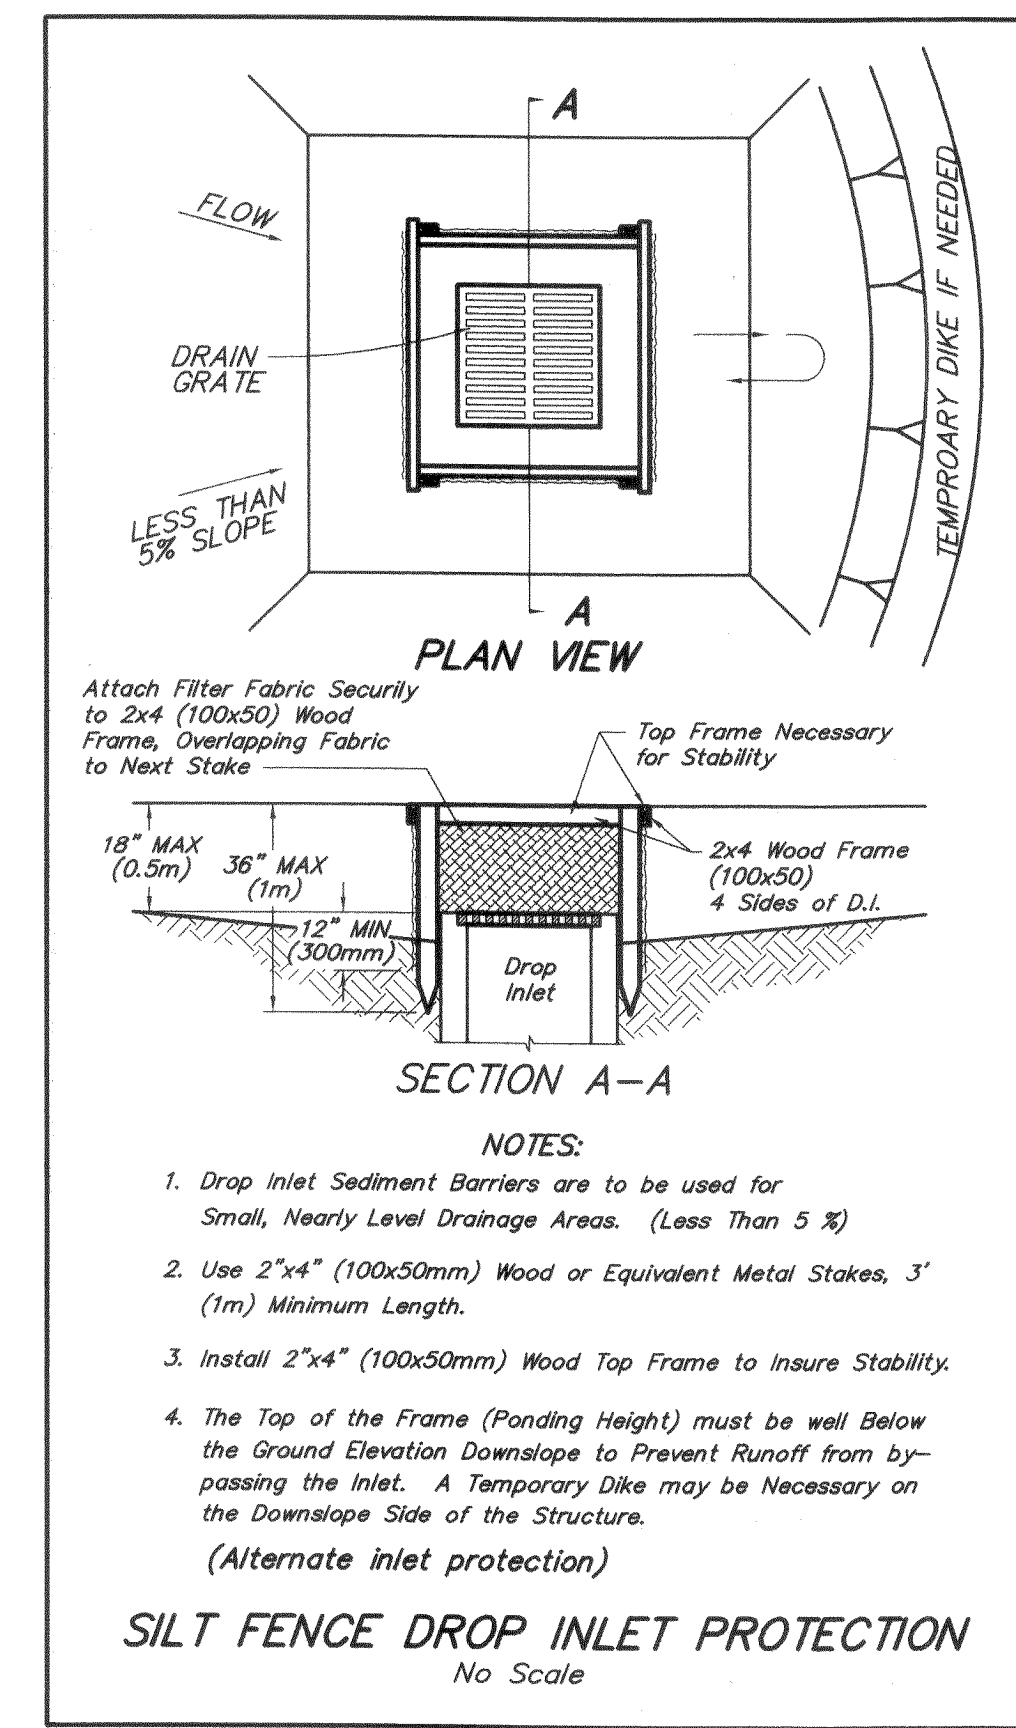 A
FLOW
DRAIN
GRATE
TEMPROARY DIKE IF NEEDED
LESS THAN
5% SLOPE
A
PLAN VIEW
Attach Filter Fabric Securily
to 2x4 (100x50) Wood
Frame, Overlapping Fabric
to Next Stake
Top Frame Necessary
for Stability
18" MAX
(0.5m)
36" MAX
(1m)
12" MIN
(300mm)
2x4 Wood Frame
(100x50)
4 Sides of D.I.
Drop
Inlet
SECTION A-A
NOTES:
1. Drop Inlet Sediment Barriers are to be used for
Small, Nearly Level Drainage Areas. (Less Than 5 %)
2. Use 2"x4" (100x50mm) Wood or Equivalent Metal Stakes, 3'
(1m) Minimum Length.
3. Install 2"x4" (100x50mm) Wood Top Frame to Insure Stability.
4. The Top of the Frame (Ponding Height) must be well Below
the Ground Elevation Downslope to Prevent Runoff from by-
passing the Inlet. A Temporary Dike may be Necessary on
the Downslope Side of the Structure.
(Alternate inlet protection)
SILT FENCE DROP INLET PROTECTION
No Scale